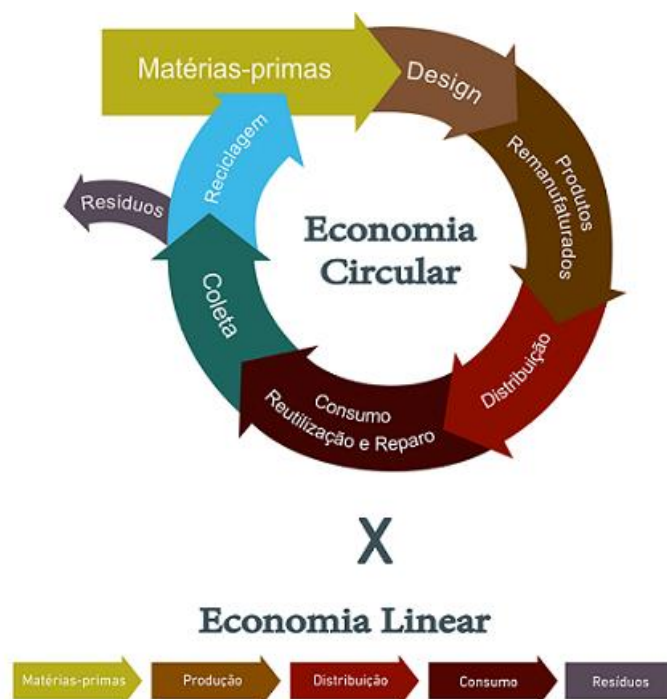 Matérias-primas
Design
Produtos
Remanufaturados
Distribuição
Consumo
Reutilização e Reparo
Coleta
Reciclagem
Resíduos
Economia
Circular
X
Economia Linear
Matérias-primas
Produção
Distribuição
Consumo
Resíduos